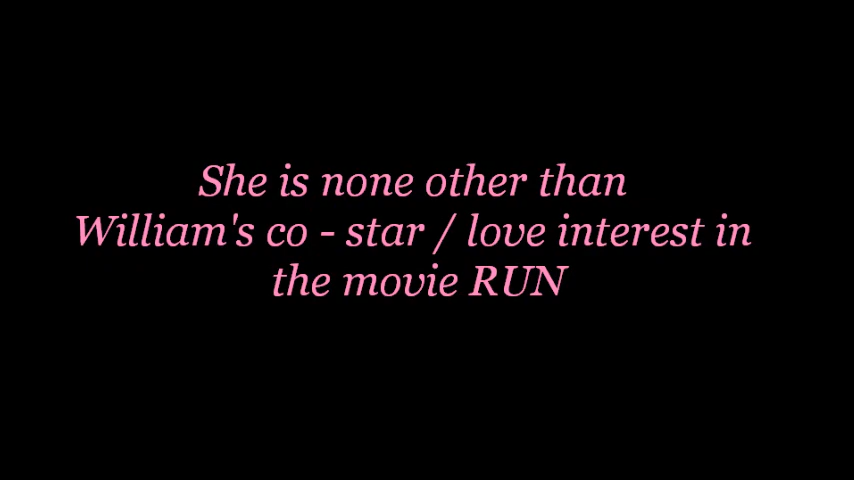 She is none other than
William's co - star / love interest in
the movie RUN